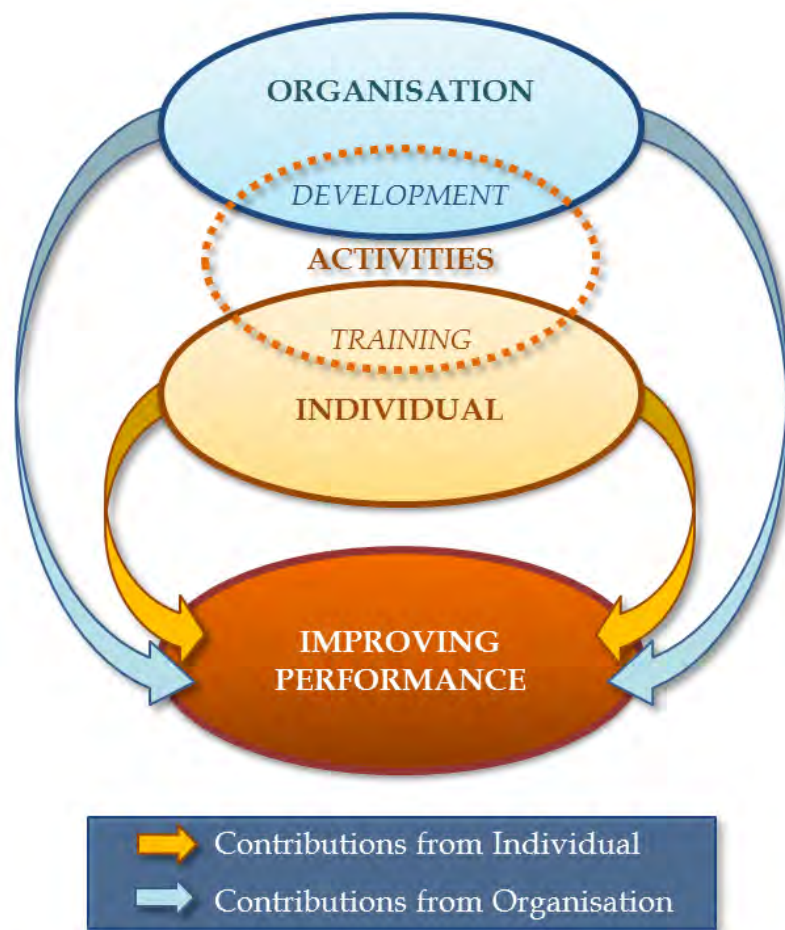 ORGANISATION
DEVELOPMENT
ACTIVITIES
TRAINING
INDIVIDUAL
IMPROVING
PERFORMANCE
Contributions from Individual
Contributions from Organisation